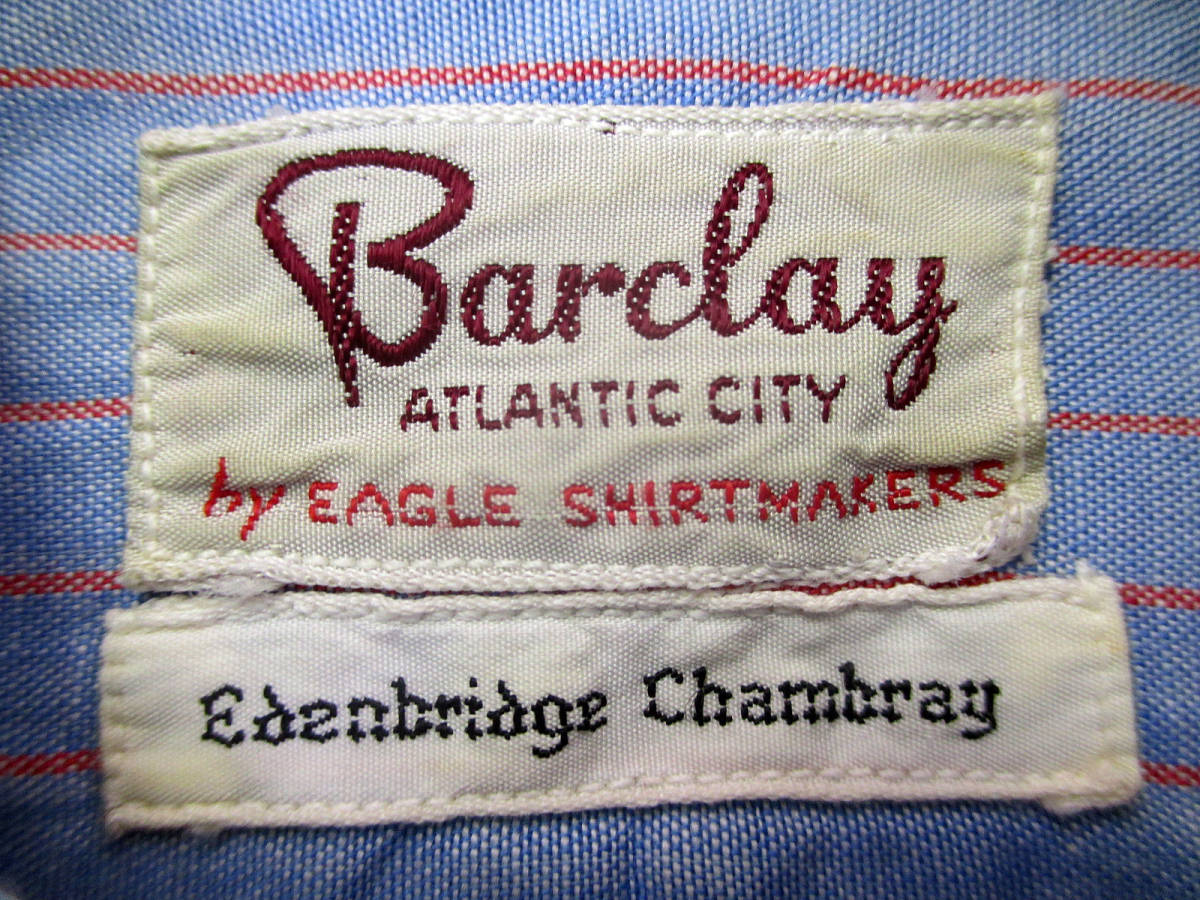 Barclay
ATLANTIC CITY
by EAGLE SHIRTMAKERS
Edenbridge Chambray